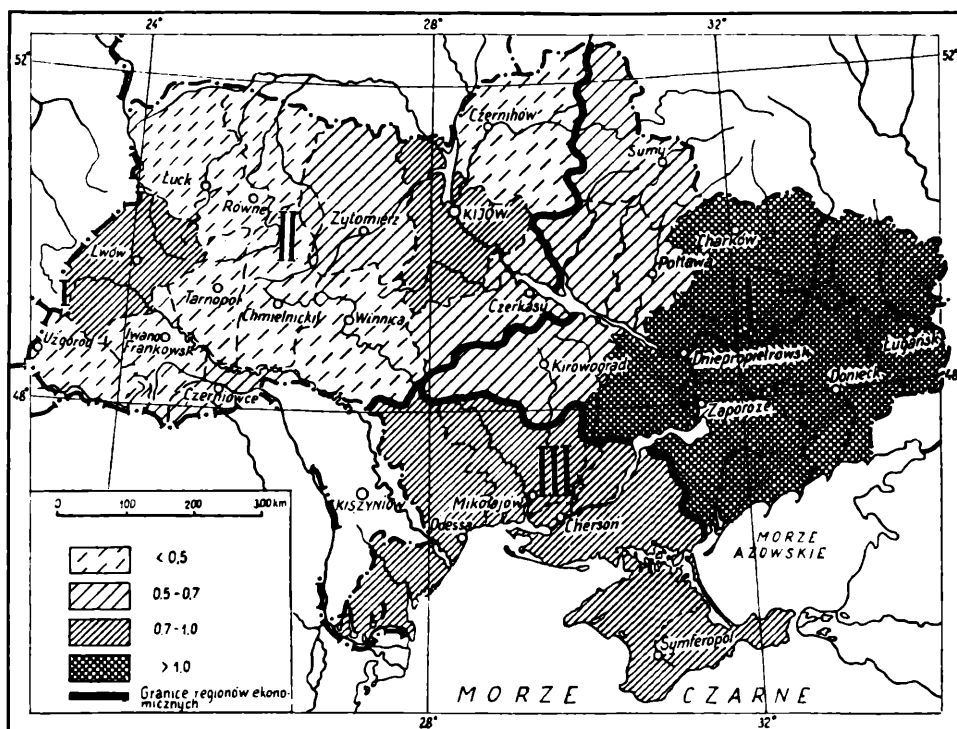 24°
28°
32°
52°
52°
Czernihów
Sumy
Łuck
Równe
II
Żytomierz
KIJÓW
Charków
Lwów
Połtawa
I
Tarnopol
Chmielnickij
Winnica
Czerkasy
Ługańsk
Użgorod
Iwano
Frankowsk
Kirowograd
Dniepropietrowsk
Donieck
48
Czerniowce
48
Zaporoże
III
0 100 200 300 km
KISZYNIÓW
Mikołajów
Odessa
Cherson
MORZE
AZOWSKIE
< 0,5
0.5 - 0,7
0.7 - 1.0
> 1.0
Symferopol
Granice regionów ekono-
micznych
MORZE CZARNE
28°
32°